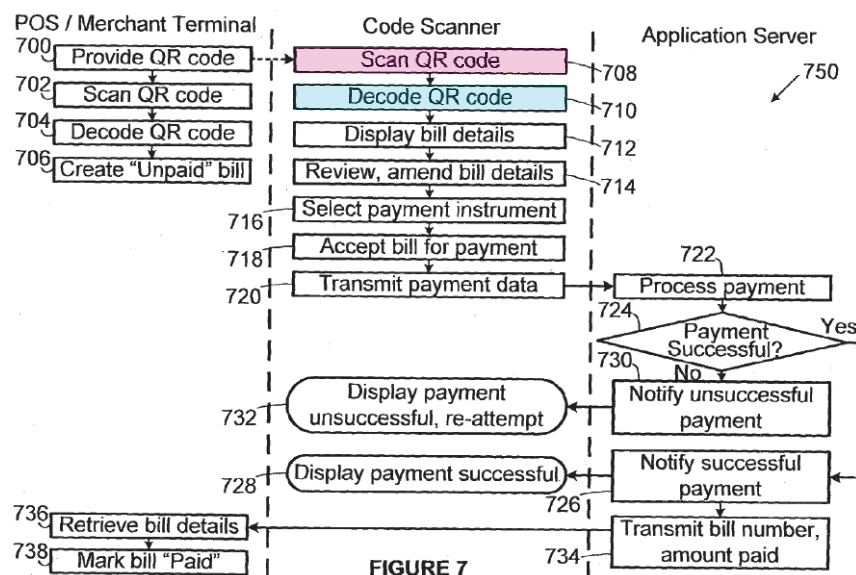 POS / Merchant Terminal
Code Scanner
Application Server
700
Provide QR code
702
Scan QR code
704
Decode QR code
706
Create "Unpaid" bill
Scan QR code
708
Decode QR code
710
Display bill details
712
Review, amend bill details
714
716
Select payment instrument
718
Accept bill for payment
720
Transmit payment data
750
722
Process payment
724
Payment
Successful?
Yes
No
730
Notify unsuccessful
payment
Display payment
unsuccessful, re-attempt
732
Notify successful
payment
726
Display payment successful
728
Transmit bill number,
amount paid
734
736
Retrieve bill details
738
Mark bill "Paid"
FIGURE 7